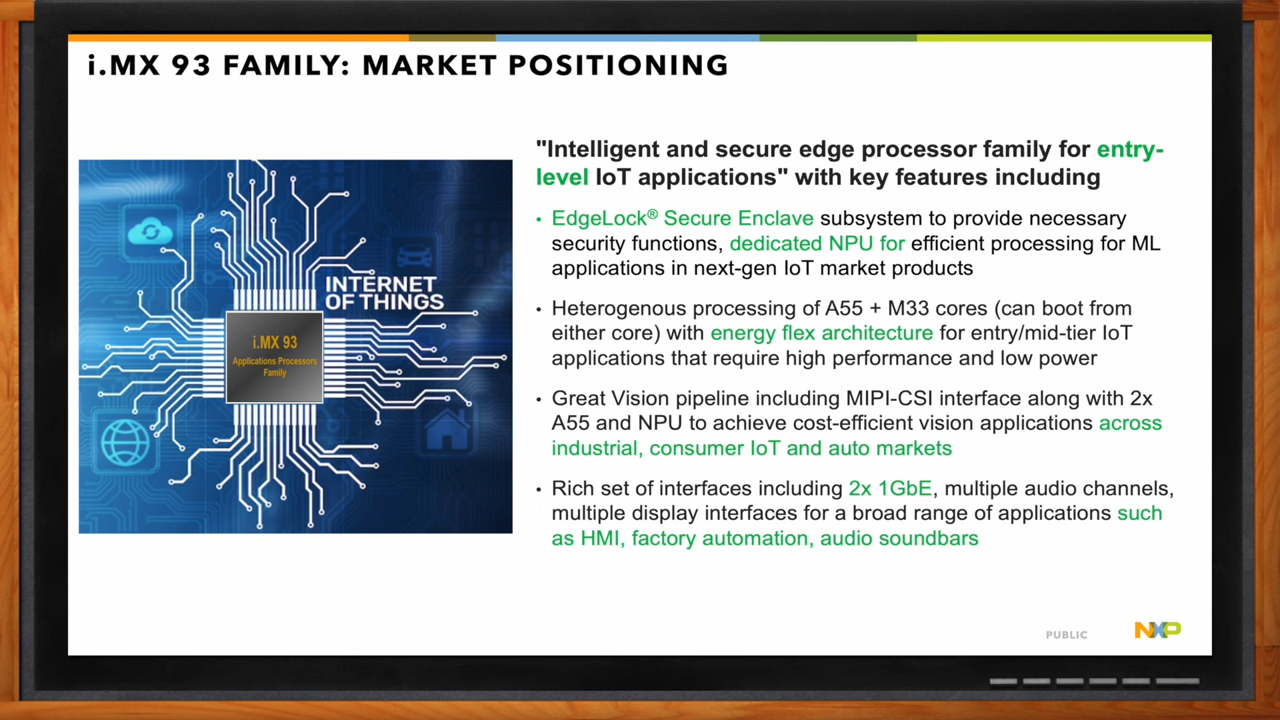 i.MX 93 FAMILY: MARKET POSITIONING
INTERNET
OF THINGS
i.MX 93
Applications Processors
Family
"Intelligent and secure edge processor family for entry-
level IoT applications" with key features including
• EdgeLock® Secure Enclave subsystem to provide necessary
security functions, dedicated NPU for efficient processing for ML
applications in next-gen IoT market products
• Heterogenous processing of A55 + M33 cores (can boot from
either core) with energy flex architecture for entry/mid-tier IoT
applications that require high performance and low power
• Great Vision pipeline including MIPI-CSI interface along with 2x
A55 and NPU to achieve cost-efficient vision applications across
industrial, consumer IoT and auto markets
• Rich set of interfaces including 2x 1GbE, multiple audio channels,
multiple display interfaces for a broad range of applications such
as HMI, factory automation, audio soundbars
PUBLIC
NXP